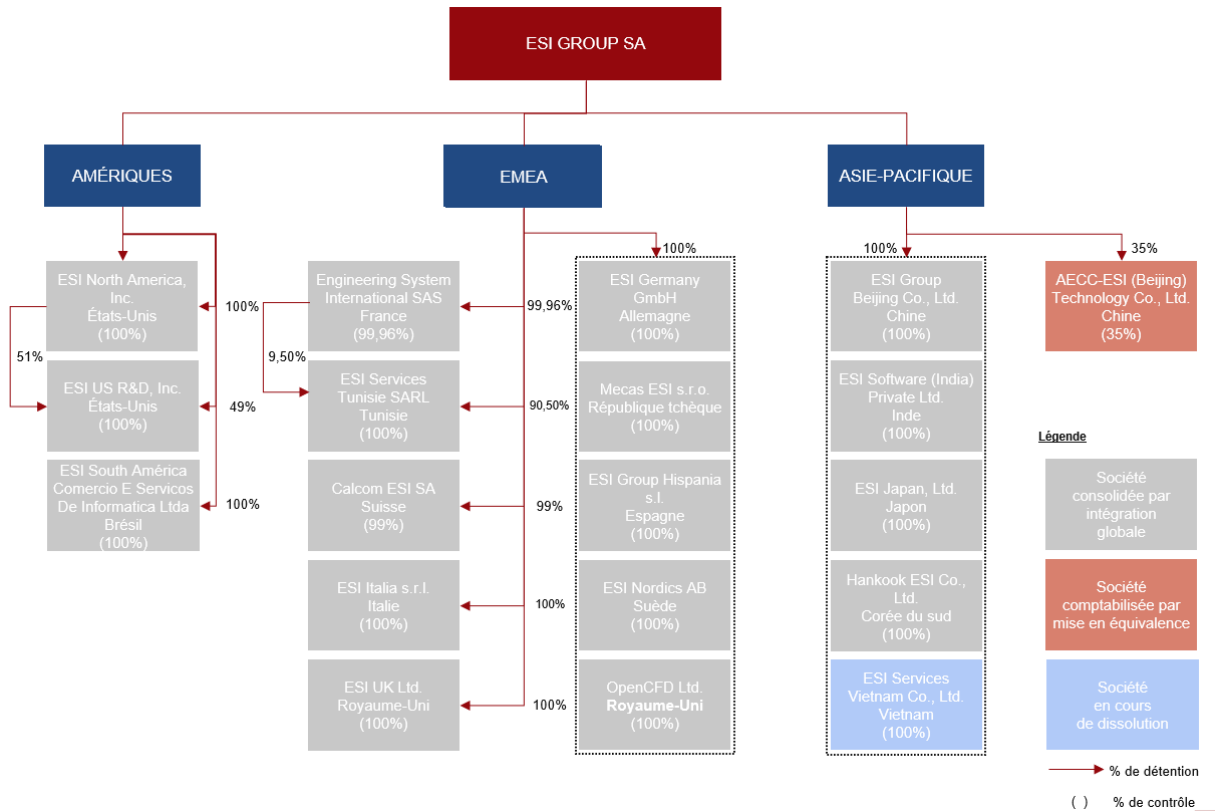 ESI GROUP SA
AMÉRIQUES
EMEA
ASIE-PACIFIQUE
ESI North America,
Inc.
États-Unis
(100%)
100%
51%
ESI US R&D, Inc.
États-Unis
(100%)
49%
ESI South América
Comercio E Servicos
De Informatica Ltda
Brésil
(100%)
100%
Engineering System
International SAS
France
(99,96%)
99,96%
9,50%
ESI Services
Tunisie SARL
Tunisie
(100%)
90,50%
Calcom ESI SA
Suisse
(99%)
99%
ESI Italia s.r.l.
Italie
(100%)
100%
ESI UK Ltd.
Royaume-Uni
(100%)
100%
100%
ESI Germany
GmbH
Allemagne
(100%)
Mecas ESI s.r.o.
République tchèque
(100%)
ESI Group Hispania
s.l.
Espagne
(100%)
ESI Nordics AB
Suède
(100%)
OpenCFD Ltd.
Royaume-Uni
(100%)
100%
ESI Group
Beijing Co., Ltd.
Chine
(100%)
ESI Software (India)
Private Ltd.
Inde
(100%)
ESI Japan, Ltd.
Japon
(100%)
Hankook ESI Co.,
Ltd.
Corée du sud
(100%)
ESI Services
Vietnam Co., Ltd.
Vietnam
(100%)
35%
AECC-ESI (Beijing)
Technology Co., Ltd.
Chine
(35%)
Légende
Société
consolidée par
intégration
globale
Société
comptabilisée par
mise en équivalence
Société
en cours
de dissolution
% de détention
( ) % de contrôle